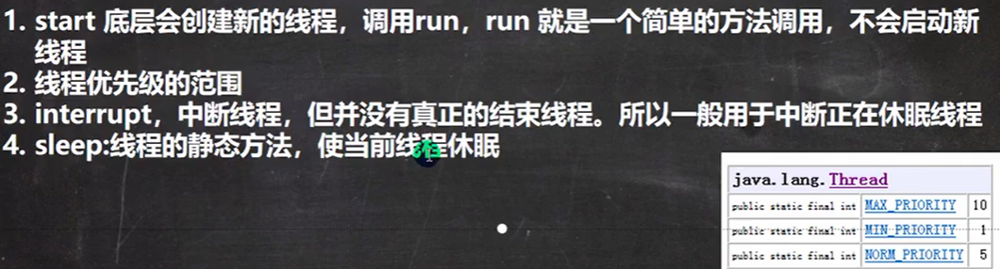 1. start 底层会创建新的线程，调用run，run 就是一个简单的方法调用，不会启动新
线程
2. 线程优先级的范围
3. interrupt，中断线程，但并没有真正的结束线程。所以一般用于中断正在休眠线程
4. sleep:线程的静态方法，使当前线程休眠
java.lang.Thread
public static final int MAX_PRIORITY 10
public static final int MIN_PRIORITY 1
public static final int NORM_PRIORITY 5